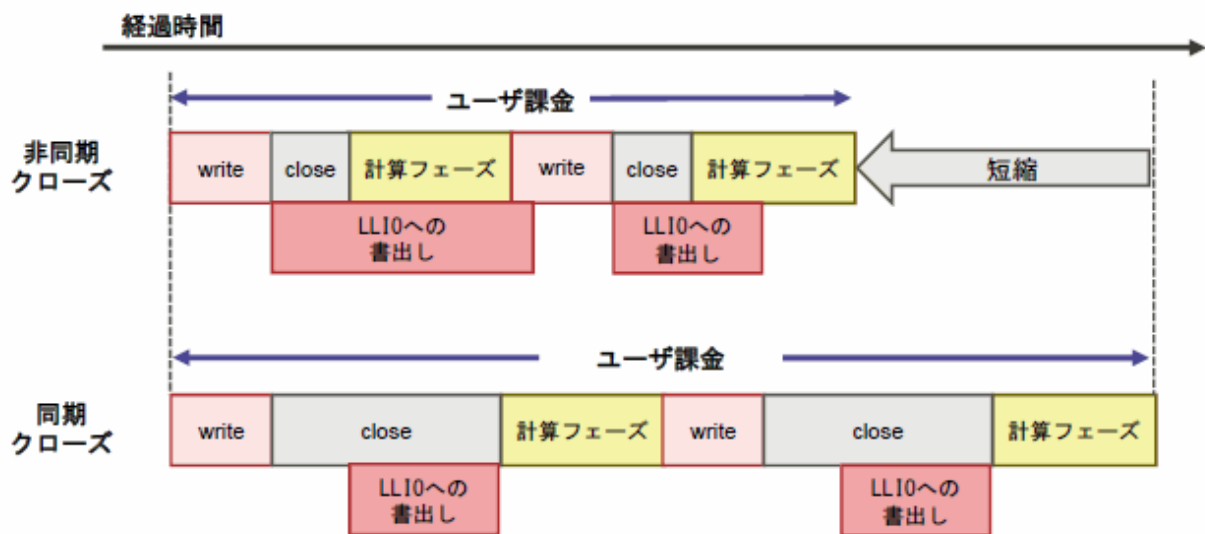 経過時間
ユーザ課金
非同期
クローズ
write
close
計算フェーズ
write
close
計算フェーズ
短縮
LLIOへの
書出し
LLIOへの
書出し
ユーザ課金
同期
クローズ
write
close
計算フェーズ
write
close
計算フェーズ
LLIOへの
書出し
LLIOへの
書出し